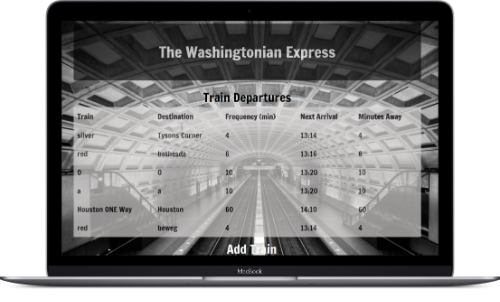 The Washingtonian Express
Train Departures
Train Destination Frequency (min) Next Arrival Minutes Away
silver Tysons Corner 4 13:14 4
red bethesda 6 13:16 6
0 0 10 13:20 10
a a 10 13:20 10
Houston ONE Way Houston 60 14:10 60
red beweg 4 13:14 4
Add Train
MacBook